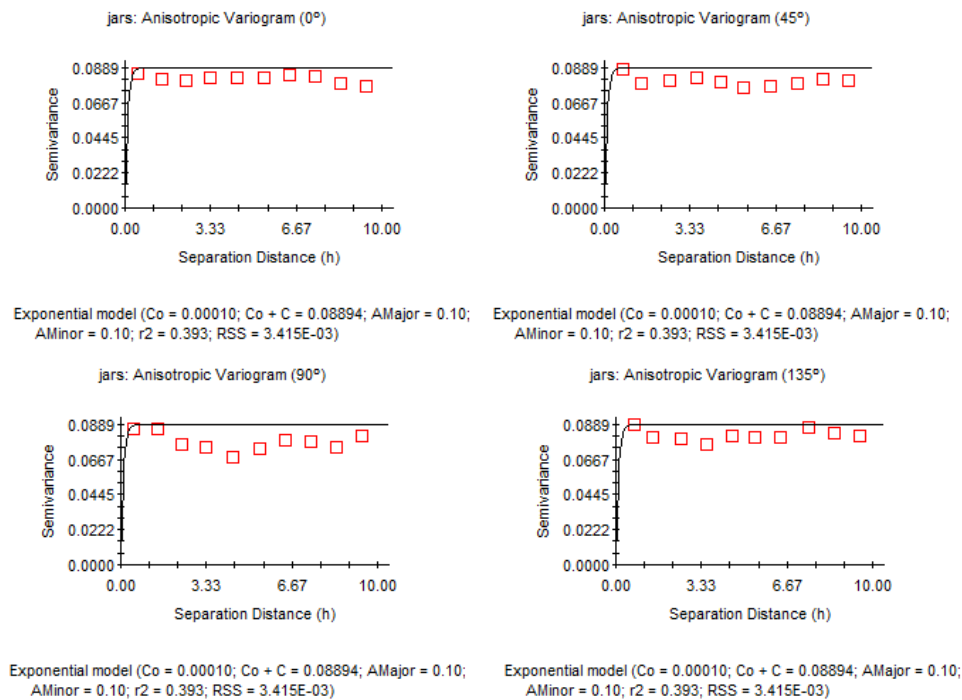 jars: Anisotropic Variogram (0º)
0.0889
0.0667
0.0445
0.0222
0.0000
Semivariance
0.00 3.33 6.67 10.00
Separation Distance (h)
Exponential model (Co = 0.00010; Co + C = 0.08894; AMajor = 0.10;
AMinor = 0.10; r2 = 0.393; RSS = 3.415E-03)
jars: Anisotropic Variogram (45º)
0.0889
0.0667
0.0445
0.0222
0.0000
Semivariance
0.00 3.33 6.67 10.00
Separation Distance (h)
Exponential model (Co = 0.00010; Co + C = 0.08894; AMajor = 0.10;
AMinor = 0.10; r2 = 0.393; RSS = 3.415E-03)
jars: Anisotropic Variogram (90º)
0.0889
0.0667
0.0445
0.0222
0.0000
Semivariance
0.00 3.33 6.67 10.00
Separation Distance (h)
Exponential model (Co = 0.00010; Co + C = 0.08894; AMajor = 0.10;
AMinor = 0.10; r2 = 0.393; RSS = 3.415E-03)
jars: Anisotropic Variogram (135º)
0.0889
0.0667
0.0445
0.0222
0.0000
Semivariance
0.00 3.33 6.67 10.00
Separation Distance (h)
Exponential model (Co = 0.00010; Co + C = 0.08894; AMajor = 0.10;
AMinor = 0.10; r2 = 0.393; RSS = 3.415E-03)